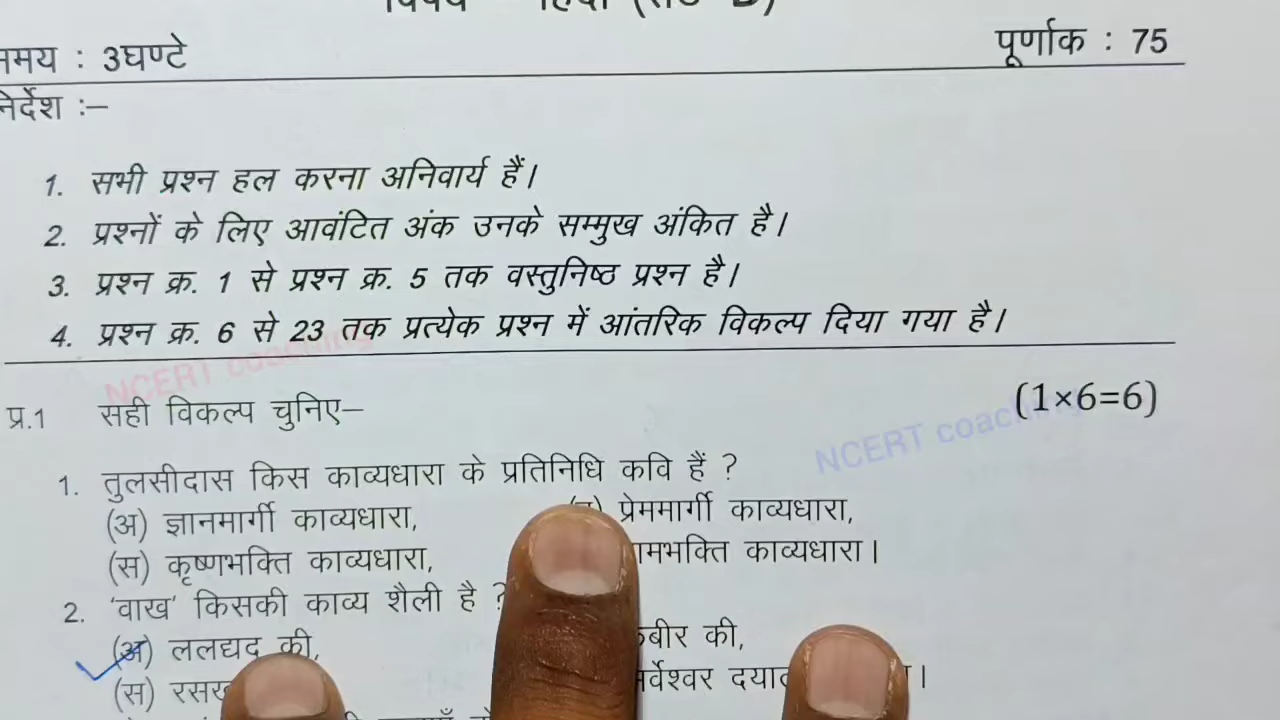 विषय – हिन्दी
समय : 3घण्टे पूर्णाक : 75
निर्देश :–
1. सभी प्रश्न हल करना अनिवार्य हैं।
2. प्रश्नों के लिए आवंटित अंक उनके सम्मुख अंकित है।
3. प्रश्न क्र. 1 से प्रश्न क्र. 5 तक वस्तुनिष्ठ प्रश्न है।
4. प्रश्न क्र. 6 से 23 तक प्रत्येक प्रश्न में आंतरिक विकल्प दिया गया है।
NCERT coaching
प्र.1 सही विकल्प चुनिए– (1×6=6)
NCERT coaching
1. तुलसीदास किस काव्यधारा के प्रतिनिधि कवि हैं ?
(अ) ज्ञानमार्गी काव्यधारा, प्रेममार्गी काव्यधारा,
(स) कृष्णभक्ति काव्यधारा, काव्यधारा।
2. 'वाख' किसकी काव्य शैली है ?
(अ) ललद्यद की, कबीर की,
(स)